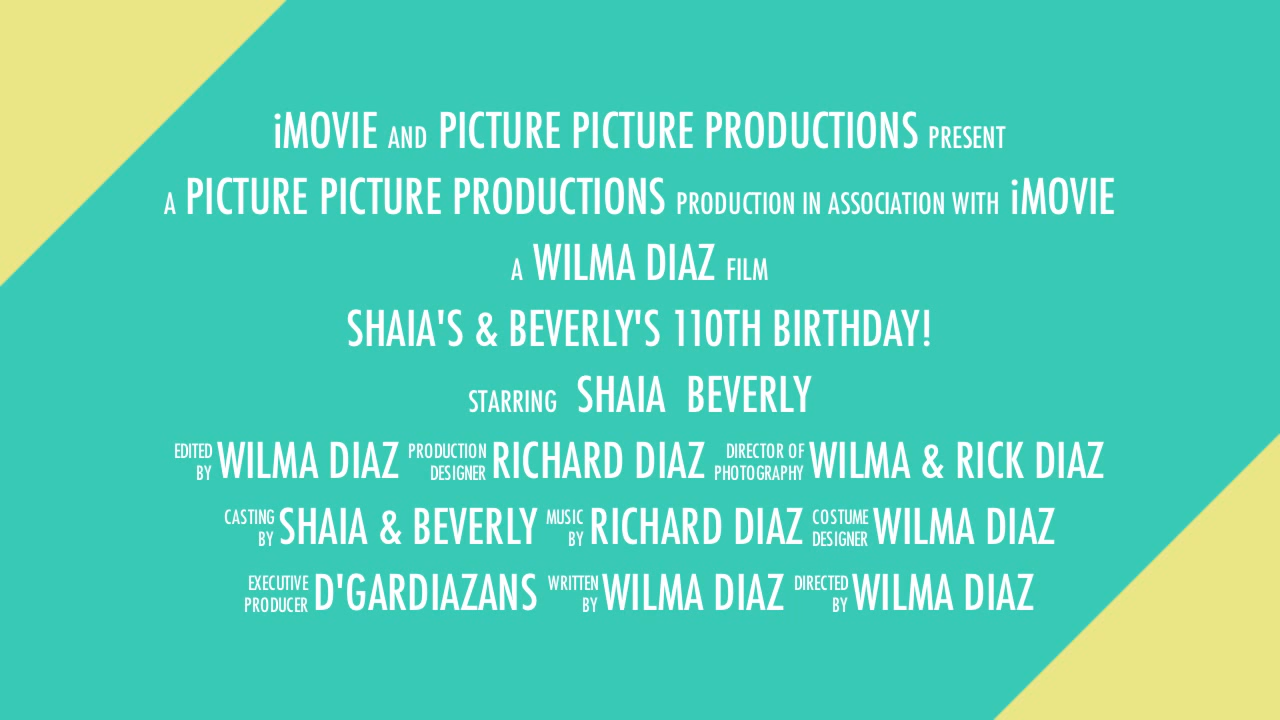 iMOVIE AND PICTURE PICTURE PRODUCTIONS PRESENT
A PICTURE PICTURE PRODUCTIONS PRODUCTION IN ASSOCIATION WITH iMOVIE
A WILMA DIAZ FILM
SHAIA'S & BEVERLY'S 110TH BIRTHDAY!
STARRING SHAIA BEVERLY
EDITED BY WILMA DIAZ PRODUCTION DESIGNER RICHARD DIAZ DIRECTOR OF PHOTOGRAPHY WILMA & RICK DIAZ
CASTING BY SHAIA & BEVERLY MUSIC BY RICHARD DIAZ COSTUME DESIGNER WILMA DIAZ
EXECUTIVE PRODUCER D'GARDIAZANS WRITTEN BY WILMA DIAZ DIRECTED BY WILMA DIAZ